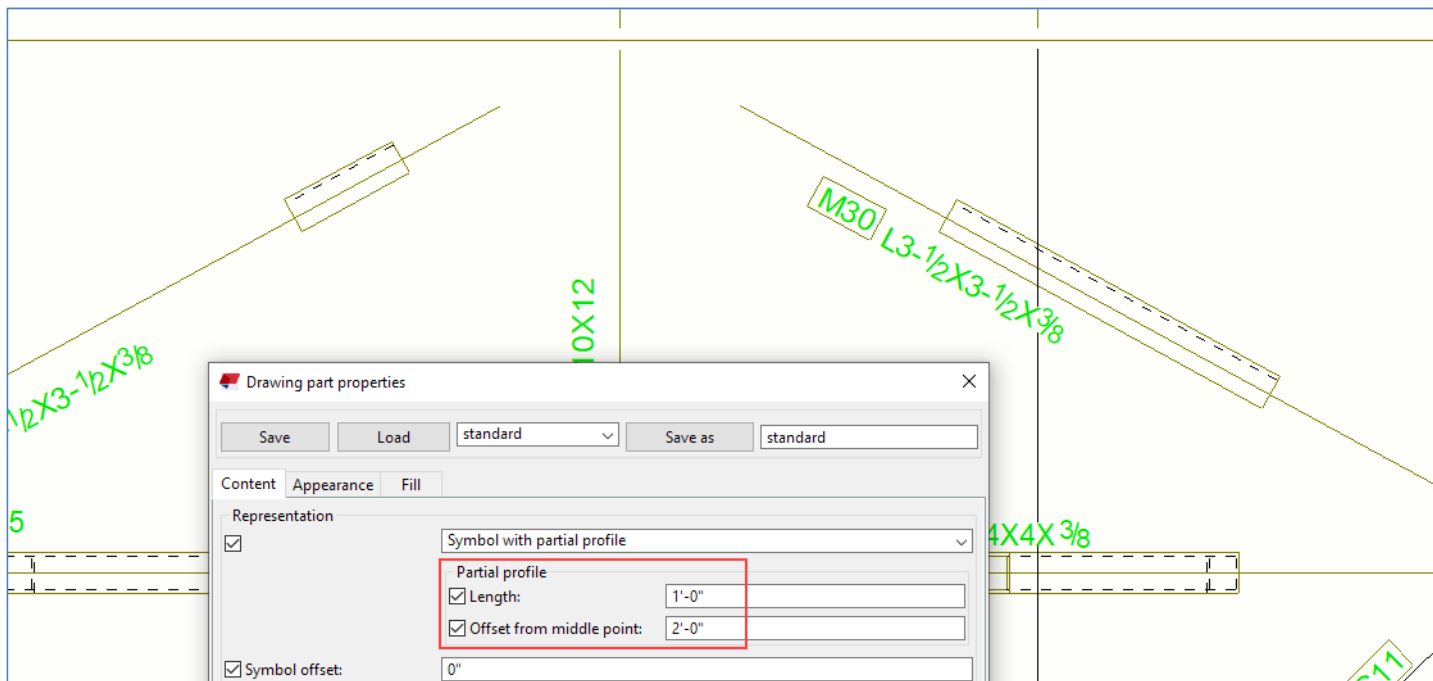 M30 L3-1/2X3-1/2X3/8
10X12
1/2X3-1/2X3/8
Drawing part properties
Save Load standard Save as standard
Content Appearance Fill
Representation
Symbol with partial profile
5
4X4X3/8
Partial profile
Length: 1'-0"
Offset from middle point: 2'-0"
Symbol offset: 0"